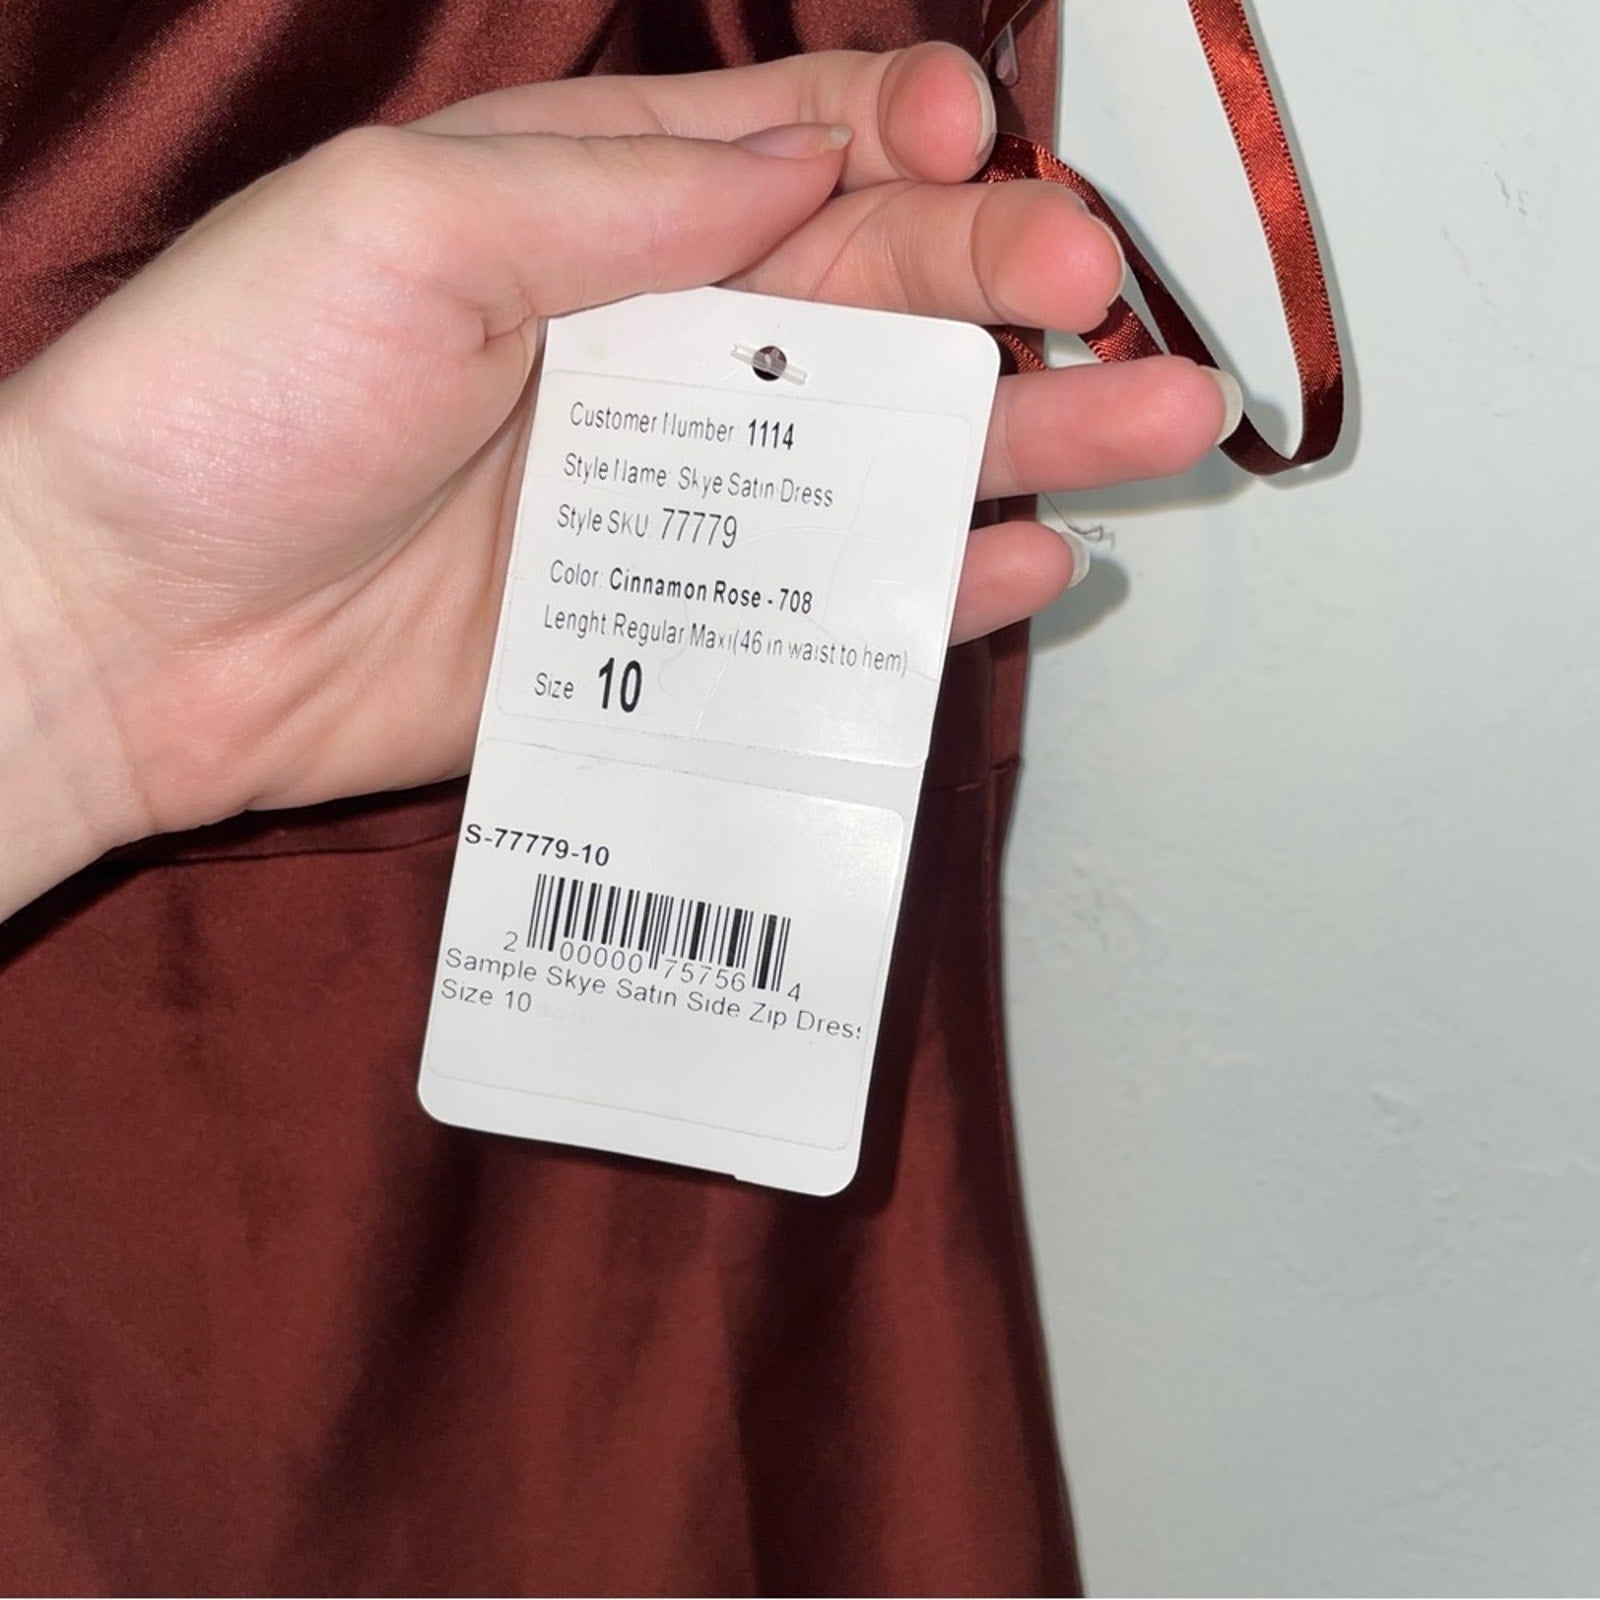 Customer Number 1114
Style Name: Skye Satin Dress
Style SKU 77779
Color: Cinnamon Rose - 708
Lenght Regular Maxi(46 in waist to hem)
Size 10
S-77779-10
2 00000 75756 4
Sample Skye Satin Side Zip Dress
Size 10